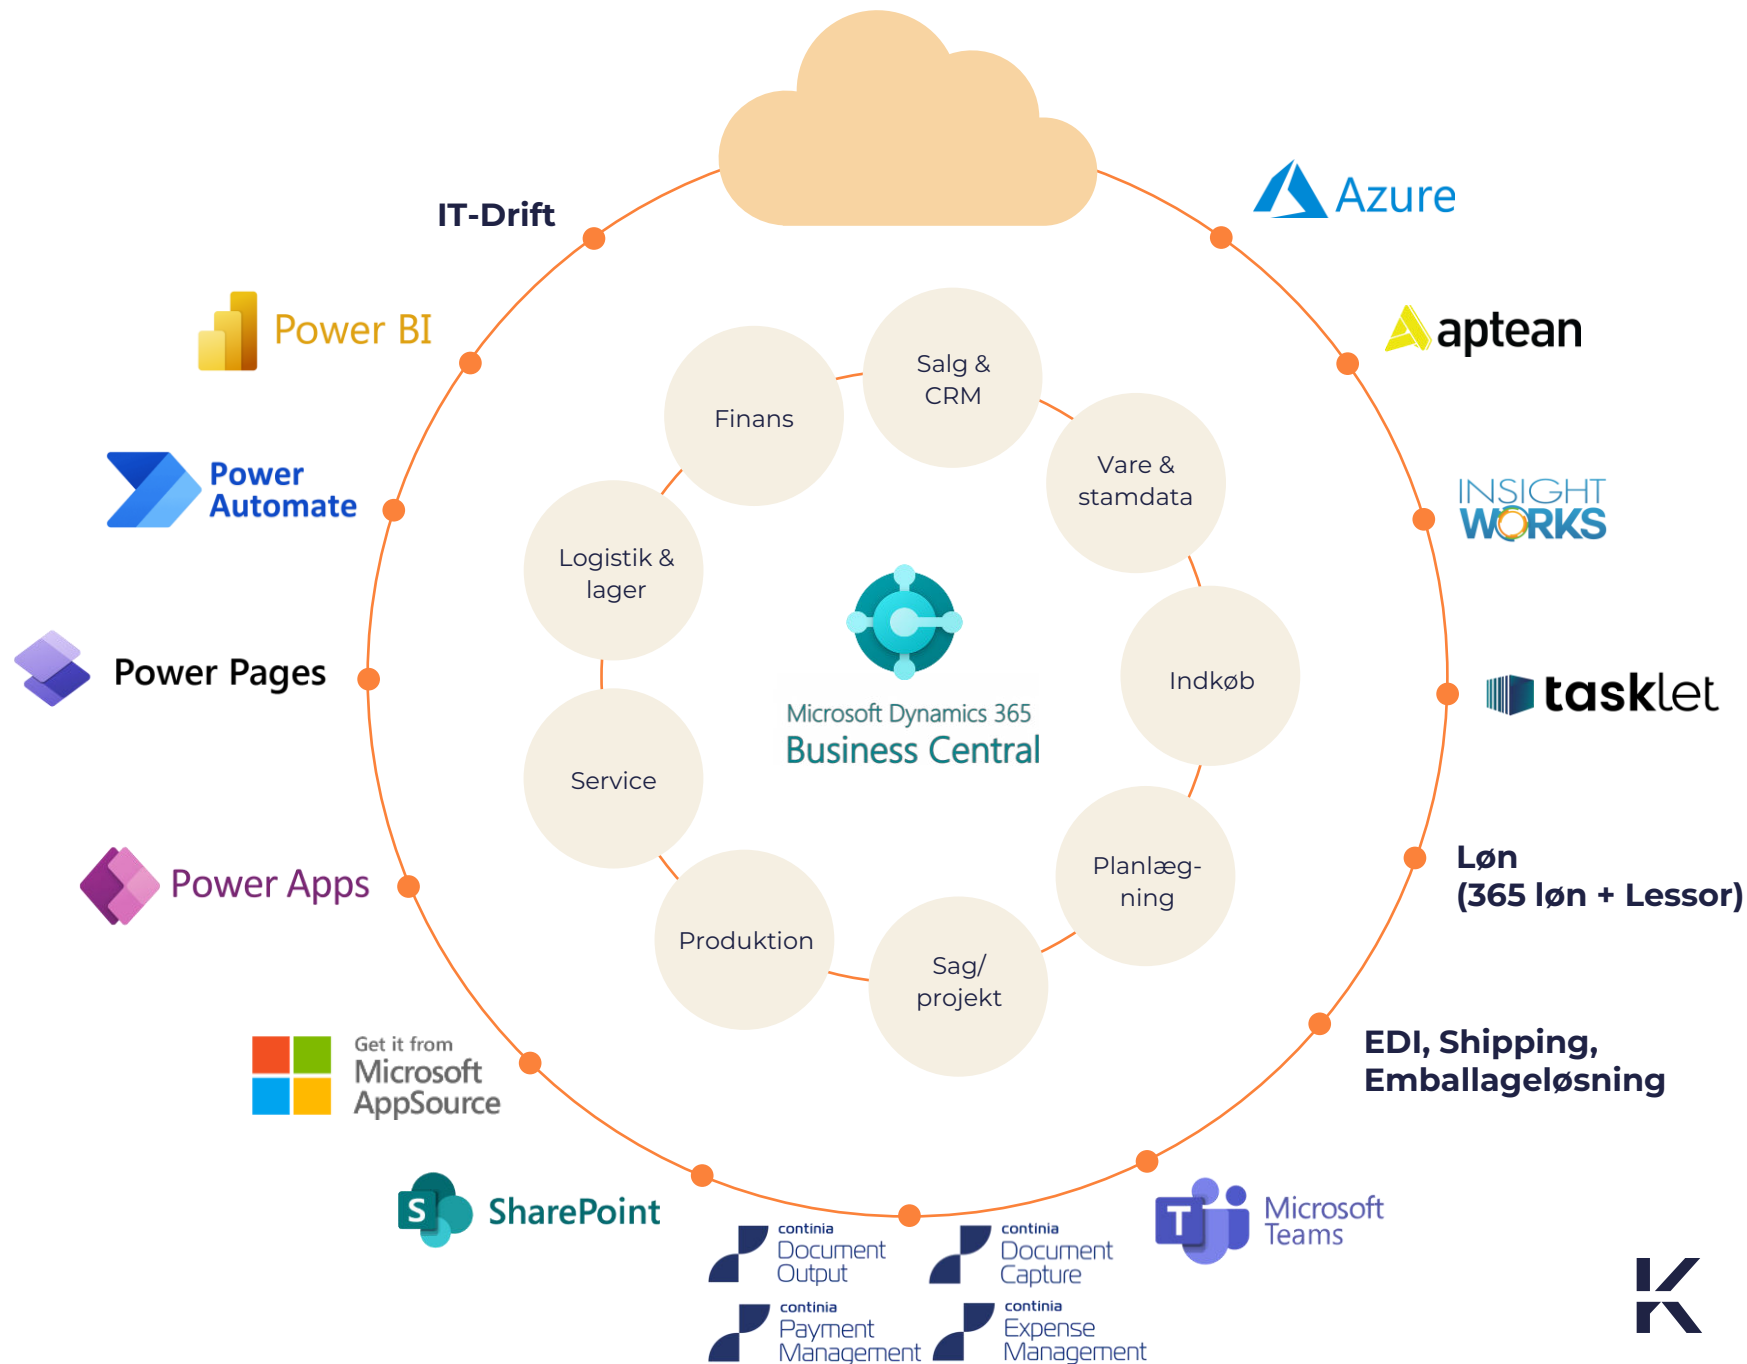 IT-Drift
Azure
Power BI
aptean
Salg &
CRM
Finans
Vare &
stamdata
Power
Automate
INSIGHT
WORKS
Logistik &
lager
Power Pages
Indkøb
tasklet
Microsoft Dynamics 365
Business Central
Service
Løn
(365 løn + Lessor)
Planlæg-
ning
Power Apps
Produktion
Sag/
projekt
EDI, Shipping,
Emballageløsning
Get it from
Microsoft
AppSource
S
SharePoint
T
Microsoft
Teams
continia
Document
Output
continia
Document
Capture
continia
Payment
Management
continia
Expense
Management
K